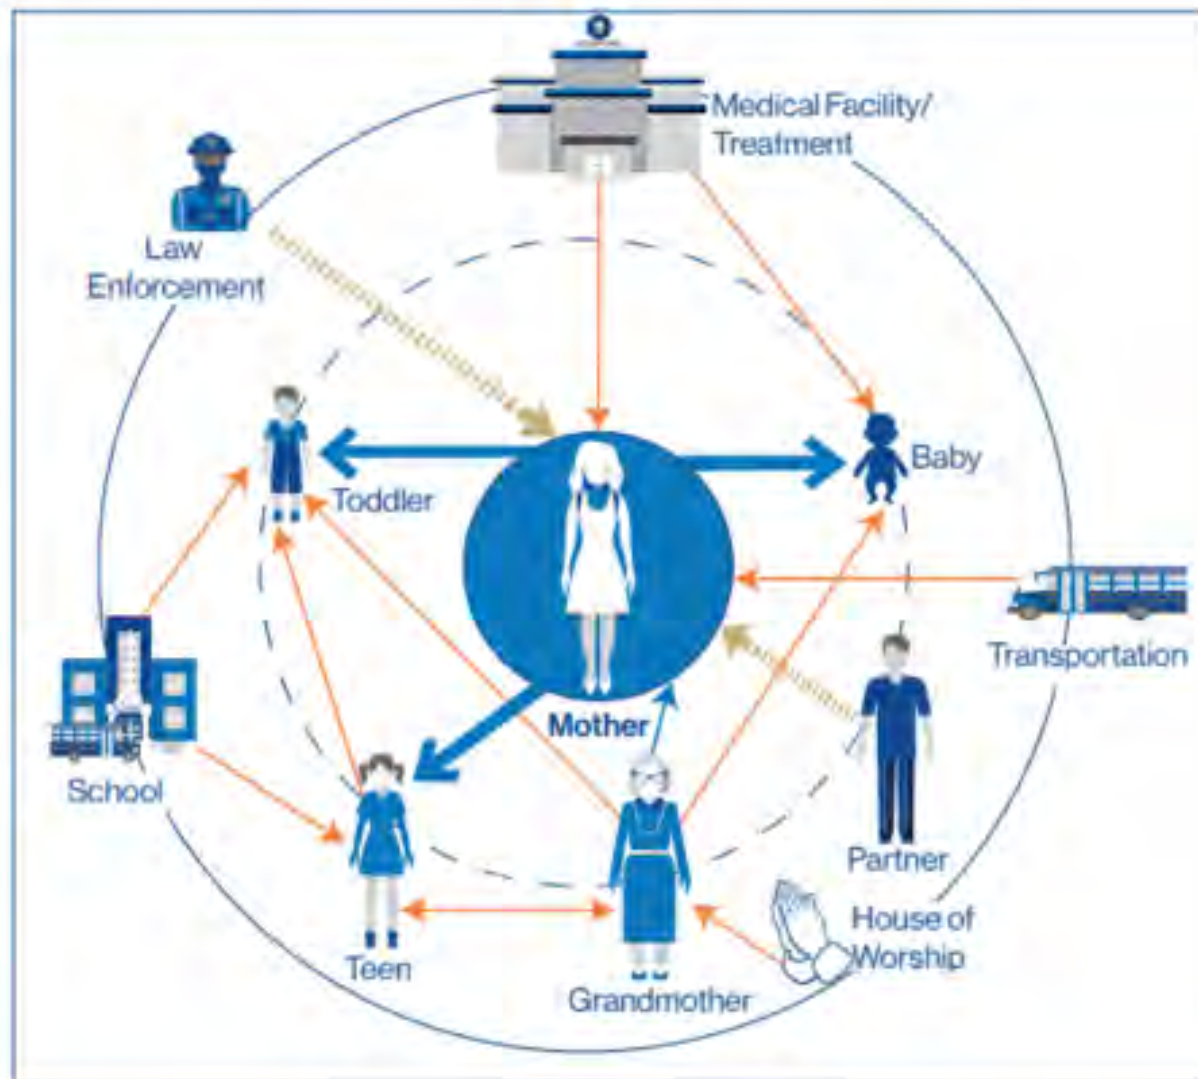 Medical Facility/
Treatment
Law
Enforcement
Toddler
Baby
Transportation
Mother
School
Partner
House of
Worship
Teen
Grandmother